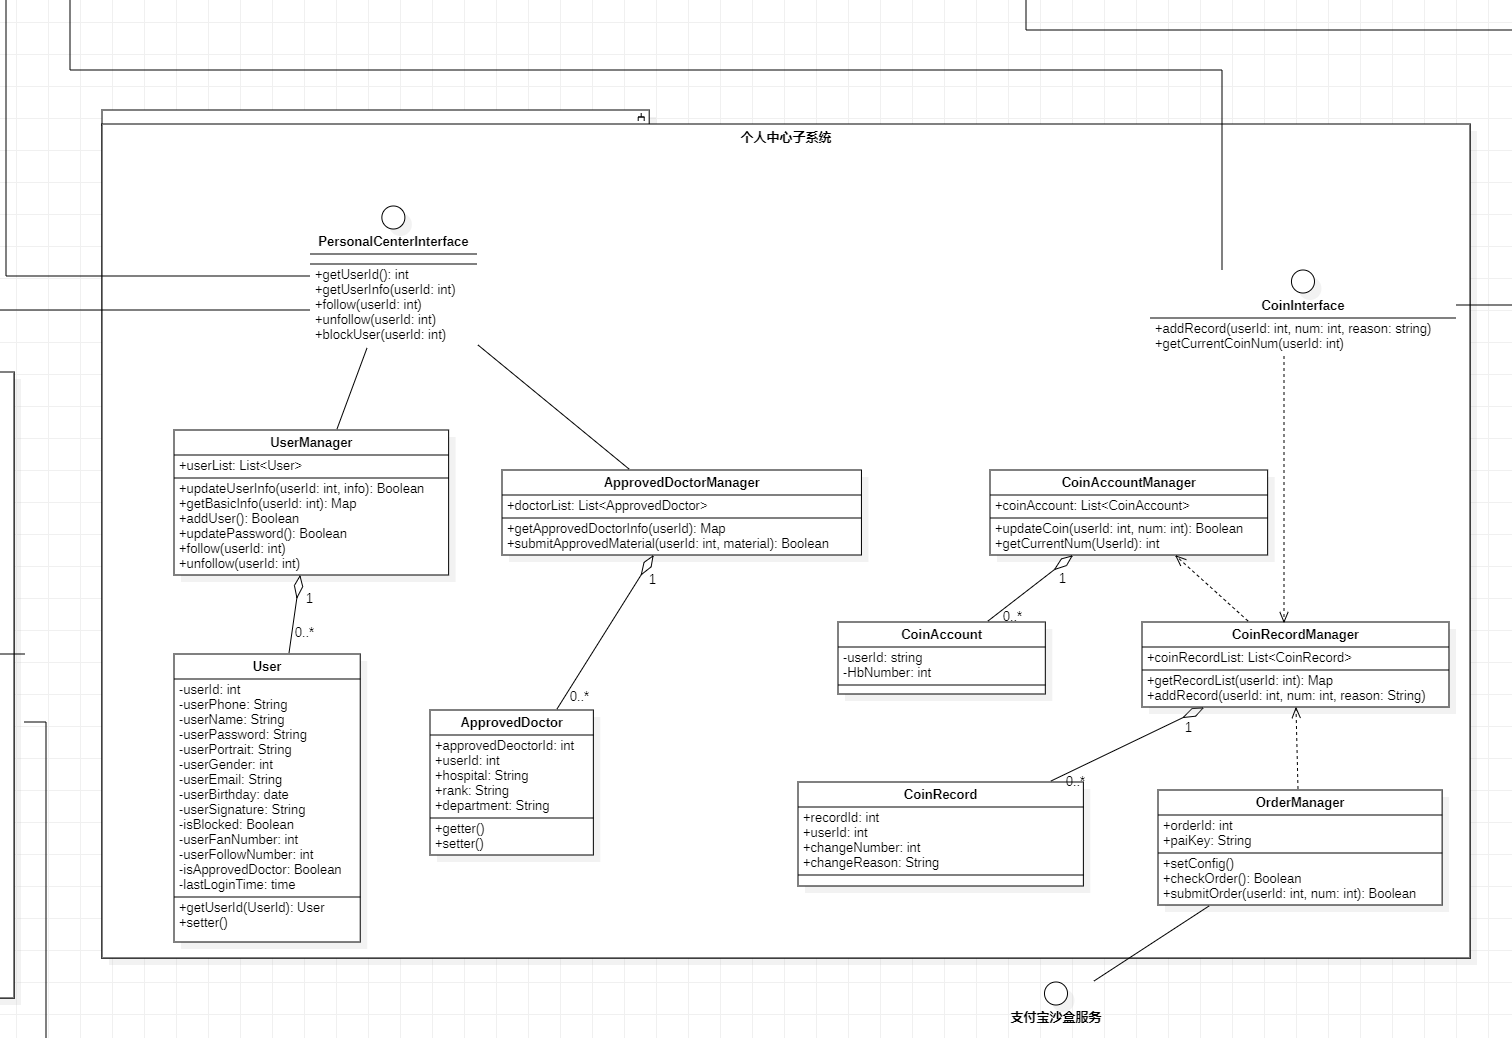 个人中心子系统
PersonalCenterInterface
+getUserId(): int
+getUserInfo(userId: int)
+follow(userId: int)
+unfollow(userId: int)
+blockUser(userId: int)
CoinInterface
+addRecord(userId: int, num: int, reason: string)
+getCurrentCoinNum(userId: int)
UserManager
+userList: List<User>
+updateUserInfo(userId: int, info): Boolean
+getBasicInfo(userId: int): Map
+addUser(): Boolean
+updatePassword(): Boolean
+follow(userId: int)
+unfollow(userId: int)
1
0..*
ApprovedDoctorManager
+doctorList: List<ApprovedDoctor>
+getApprovedDoctorInfo(userId): Map
+submitApprovedMaterial(userId: int, material): Boolean
1
0..*
CoinAccountManager
+coinAccount: List<CoinAccount>
+updateCoin(userId: int, num: int): Boolean
+getCurrentNum(UserId): int
1
0..*
CoinAccount
-userId: string
-HbNumber: int
CoinRecordManager
+coinRecordList: List<CoinRecord>
+getRecordList(userId: int): Map
+addRecord(userId: int, num: int, reason: String)
1
0..*
User
-userId: int
-userPhone: String
-userName: String
-userPassword: String
-userPortrait: String
-userGender: int
-userEmail: String
-userBirthday: date
-userSignature: String
-isBlocked: Boolean
-userFanNumber: int
-userFollowNumber: int
-isApprovedDoctor: Boolean
-lastLoginTime: time
+getUserId(UserId): User
+setter()
ApprovedDoctor
+approvedDeoctorId: int
+userId: int
+hospital: String
+rank: String
+department: String
+getter()
+setter()
CoinRecord
+recordId: int
+userId: int
+changeNumber: int
+changeReason: String
OrderManager
+orderId: int
+paiKey: String
+setConfig()
+checkOrder(): Boolean
+submitOrder(userId: int, num: int): Boolean
支付宝沙盒服务